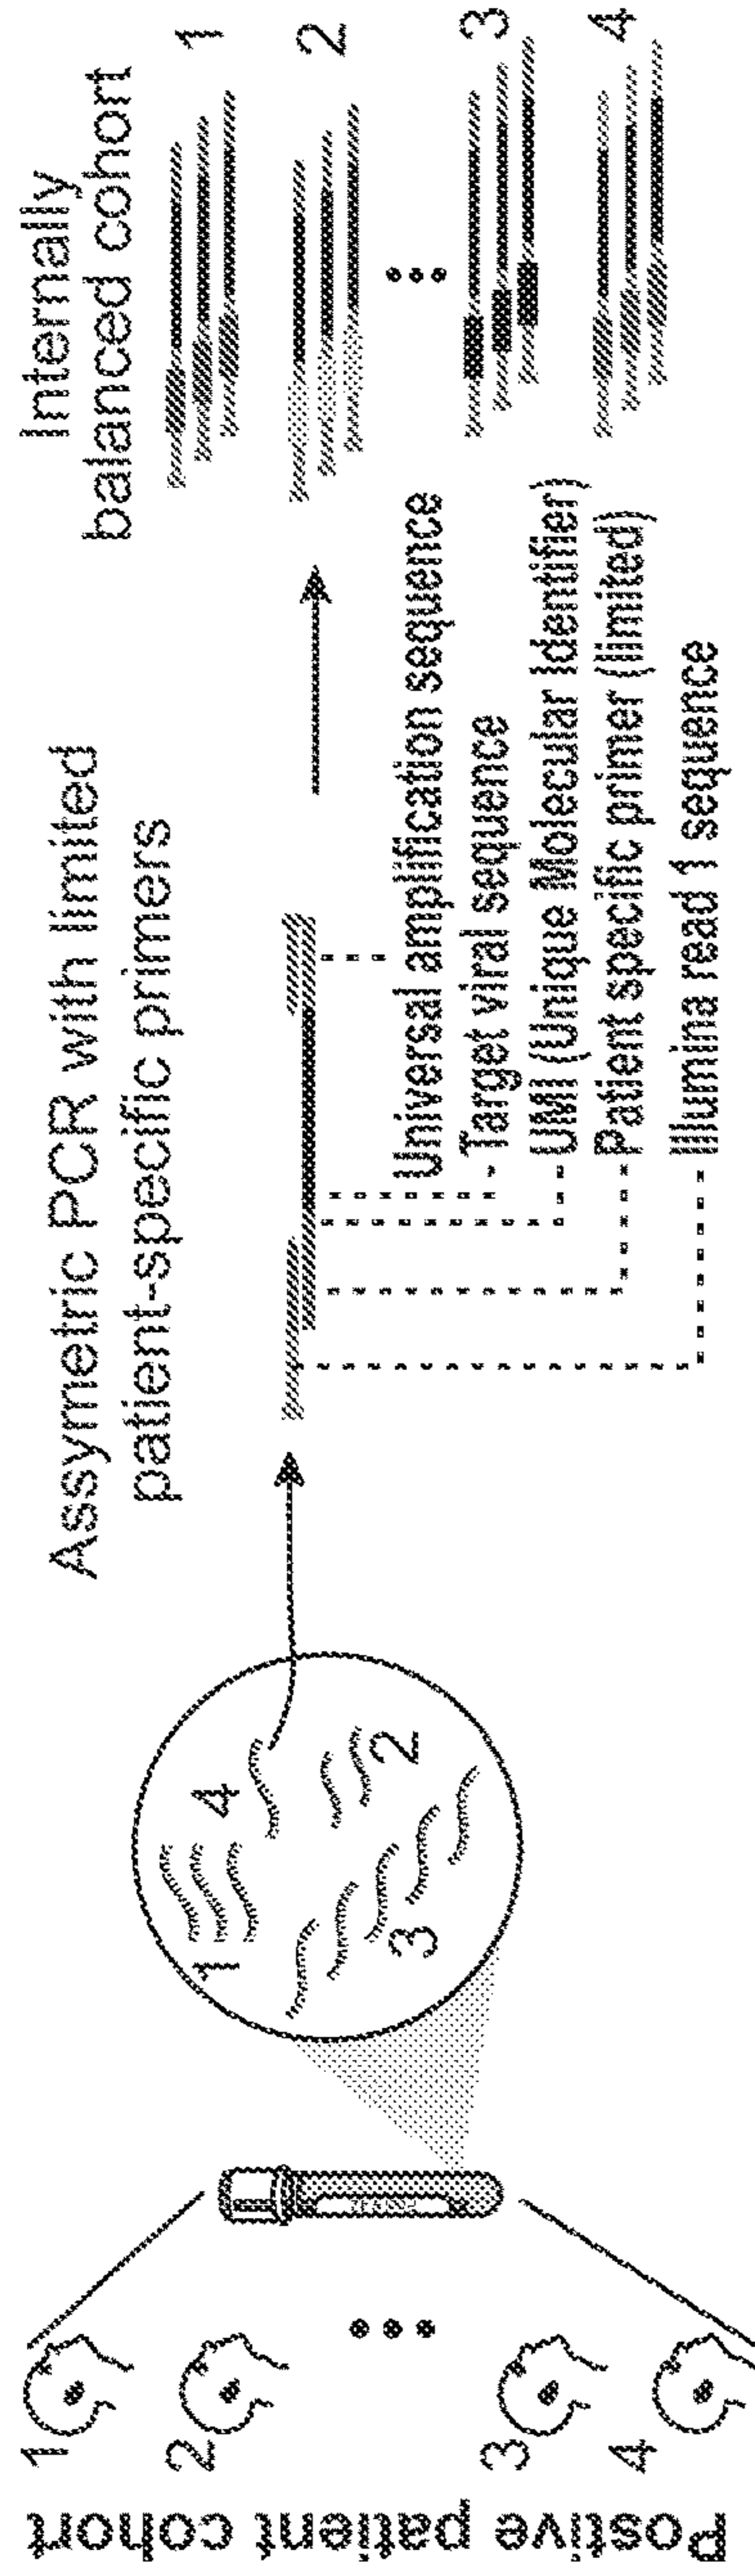 Postive patient cohort
1
2
3
4
1
4
2
3
Assymetric PCR with limited
patient-specific primers
Universal amplification sequence
Target viral sequence
UMI (Unique Molecular Identifier)
Patient specific primer (limited)
Illumina read 1 sequence
Internally
balanced cohort
1
2
3
4